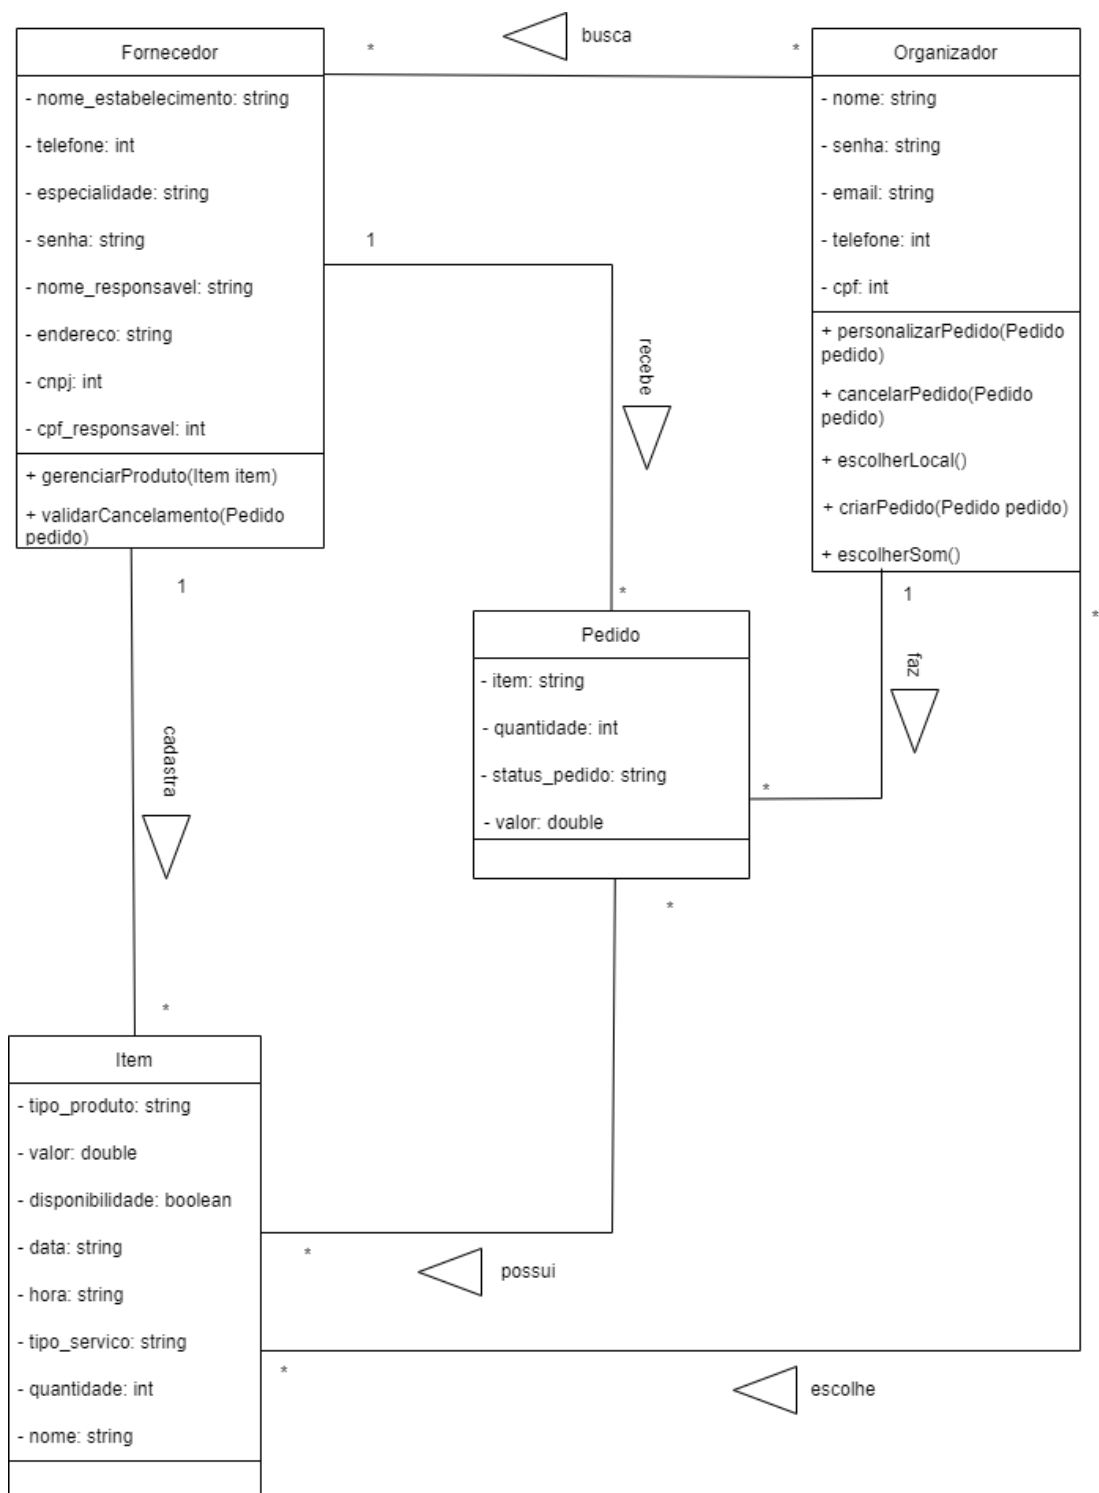 busca
*
*
Fornecedor
- nome_estabelecimento: string
- telefone: int
- especialidade: string
- senha: string
- nome_responsavel: string
- endereco: string
- cnpj: int
- cpf_responsavel: int
+ gerenciarProduto(Item item)
+ validarCancelamento(Pedido
pedido)
Organizador
- nome: string
- senha: string
- email: string
- telefone: int
- cpf: int
+ personalizarPedido(Pedido
pedido)
+ cancelarPedido(Pedido
pedido)
+ escolherLocal()
+ criarPedido(Pedido pedido)
+ escolherSom()
1
recebe
*
1
faz
*
*
1
cadastra
*
Pedido
- item: string
- quantidade: int
- status_pedido: string
- valor: double
*
Item
- tipo_produto: string
- valor: double
- disponibilidade: boolean
- data: string
- hora: string
- tipo_servico: string
- quantidade: int
- nome: string
*
possui
*
escolhe